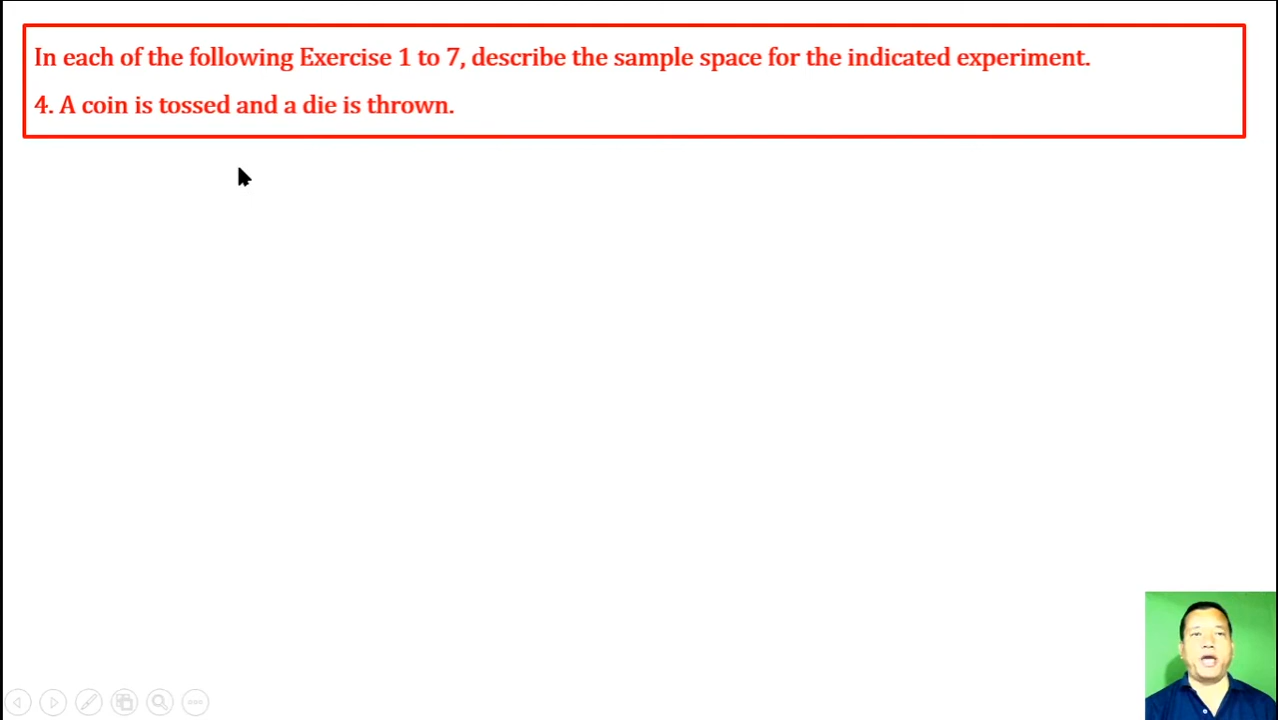 In each of the following Exercise 1 to 7, describe the sample space for the indicated experiment.
4. A coin is tossed and a die is thrown.